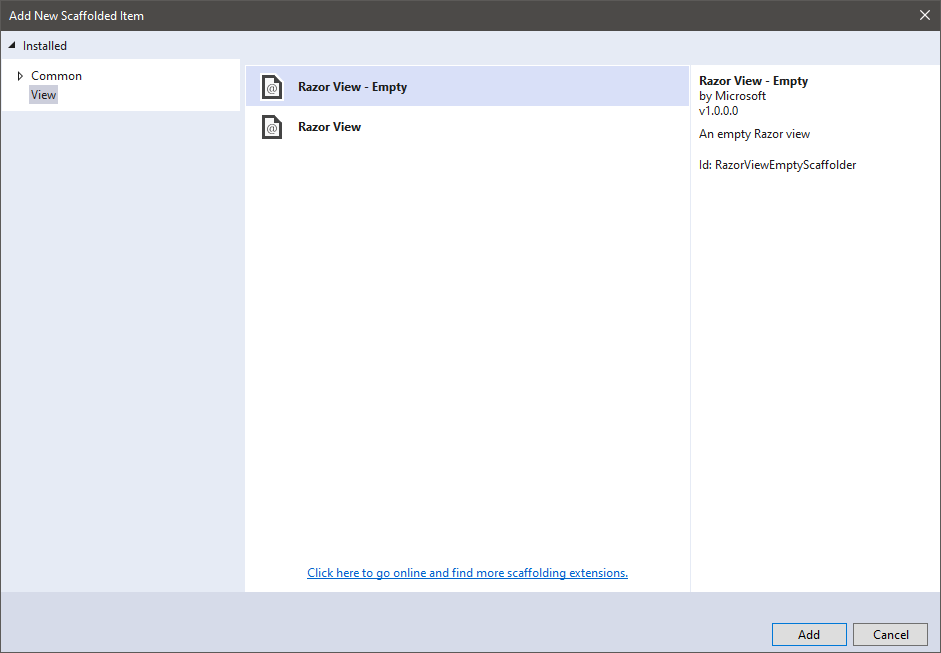 Add New Scaffolded Item
Installed
Common
View
@ Razor View - Empty
@ Razor View
Click here to go online and find more scaffolding extensions.
Razor View - Empty
by Microsoft
v1.0.0.0
An empty Razor view
Id: RazorViewEmptyScaffolder
Add
Cancel